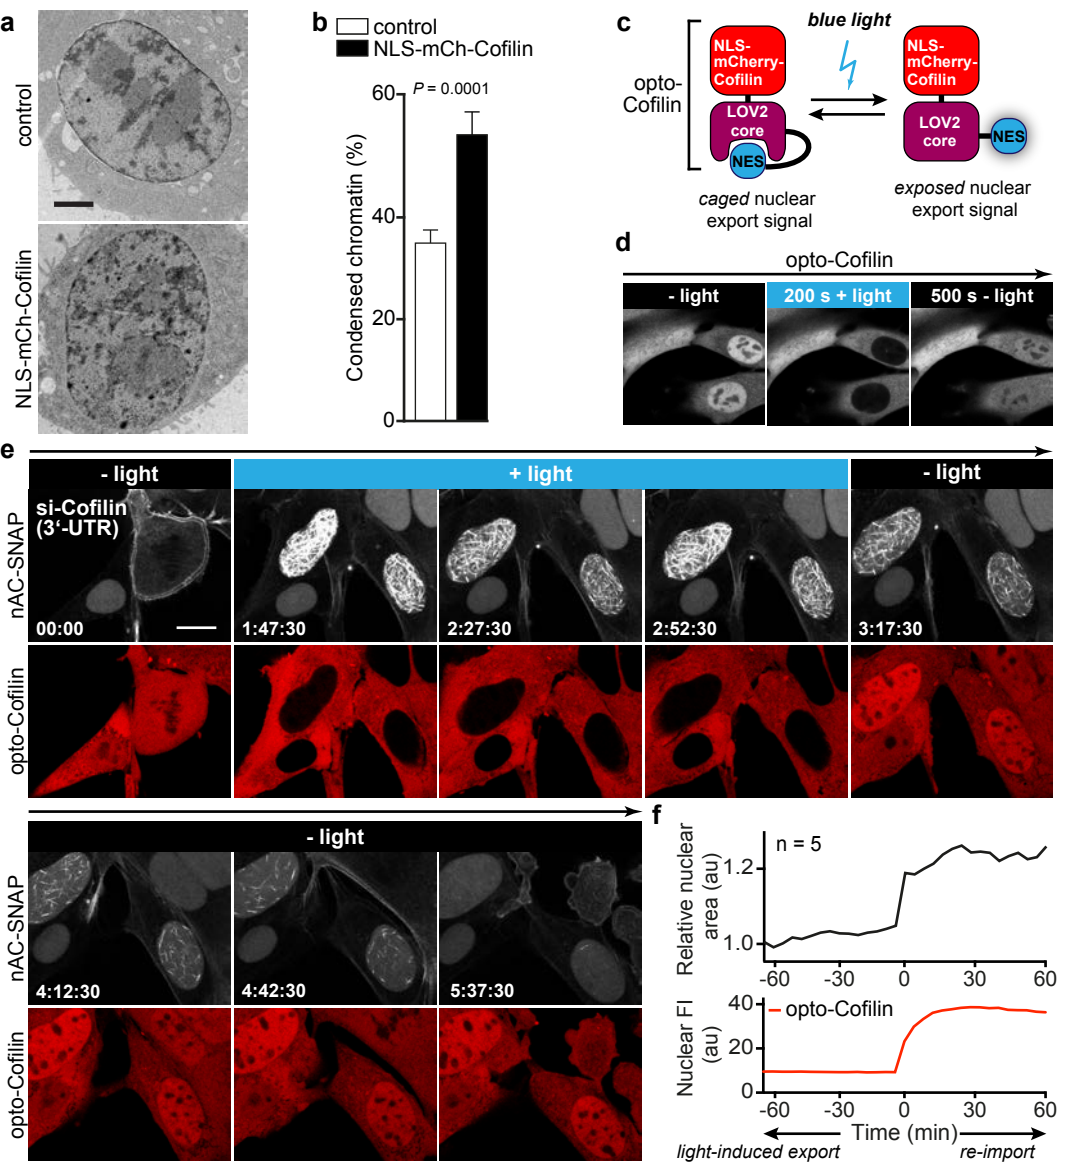 a
control
NLS-mCh-Cofilin
b
control
NLS-mCh-Cofilin
P = 0.0001
Condensed chromatin (%)
60
40
20
0
c
blue light
opto-
Cofilin
NLS-
mCherry-
Cofilin
LOV2
core
NES
caged nuclear
export signal
NLS-
mCherry-
Cofilin
LOV2
core
NES
exposed nuclear
export signal
d
opto-Cofilin
- light
200 s + light
500 s - light
e
- light
+ light
- light
nAC-SNAP
si-Cofilin
(3‘-UTR)
00:00
1:47:30
2:27:30
2:52:30
3:17:30
opto-Cofilin
- light
nAC-SNAP
4:12:30
4:42:30
5:37:30
opto-Cofilin
f
Relative nuclear
area (au)
n = 5
1.2
1.0
-60
-30
0
30
60
Nuclear FI
(au)
opto-Cofilin
40
20
0
-60
-30
0
30
60
Time (min)
light-induced export
re-import